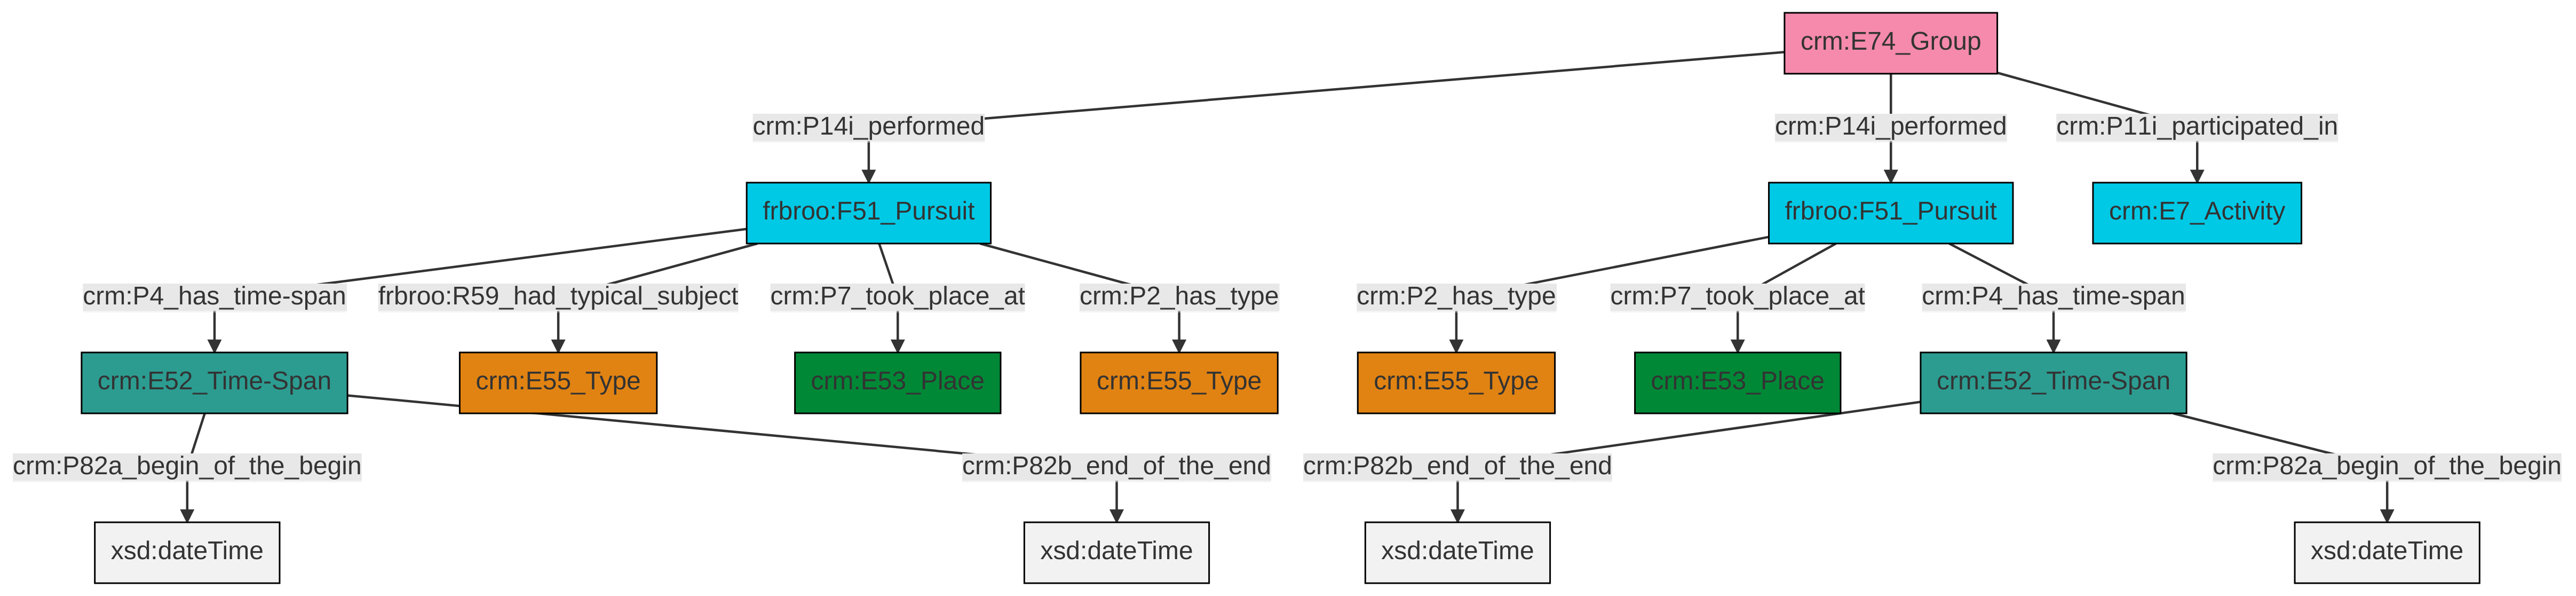 crm:E74_Group
crm:P14i_performed
crm:P14i_performed
crm:P11i_participated_in
frbroo:F51_Pursuit
frbroo:F51_Pursuit
crm:E7_Activity
crm:P4_has_time-span
frbroo:R59_had_typical_subject
crm:P7_took_place_at
crm:P2_has_type
crm:P2_has_type
crm:P7_took_place_at
crm:P4_has_time-span
crm:E52_Time-Span
crm:E55_Type
crm:E53_Place
crm:E55_Type
crm:E55_Type
crm:E53_Place
crm:E52_Time-Span
crm:P82a_begin_of_the_begin
crm:P82b_end_of_the_end
crm:P82b_end_of_the_end
crm:P82a_begin_of_the_begin
xsd:dateTime
xsd:dateTime
xsd:dateTime
xsd:dateTime